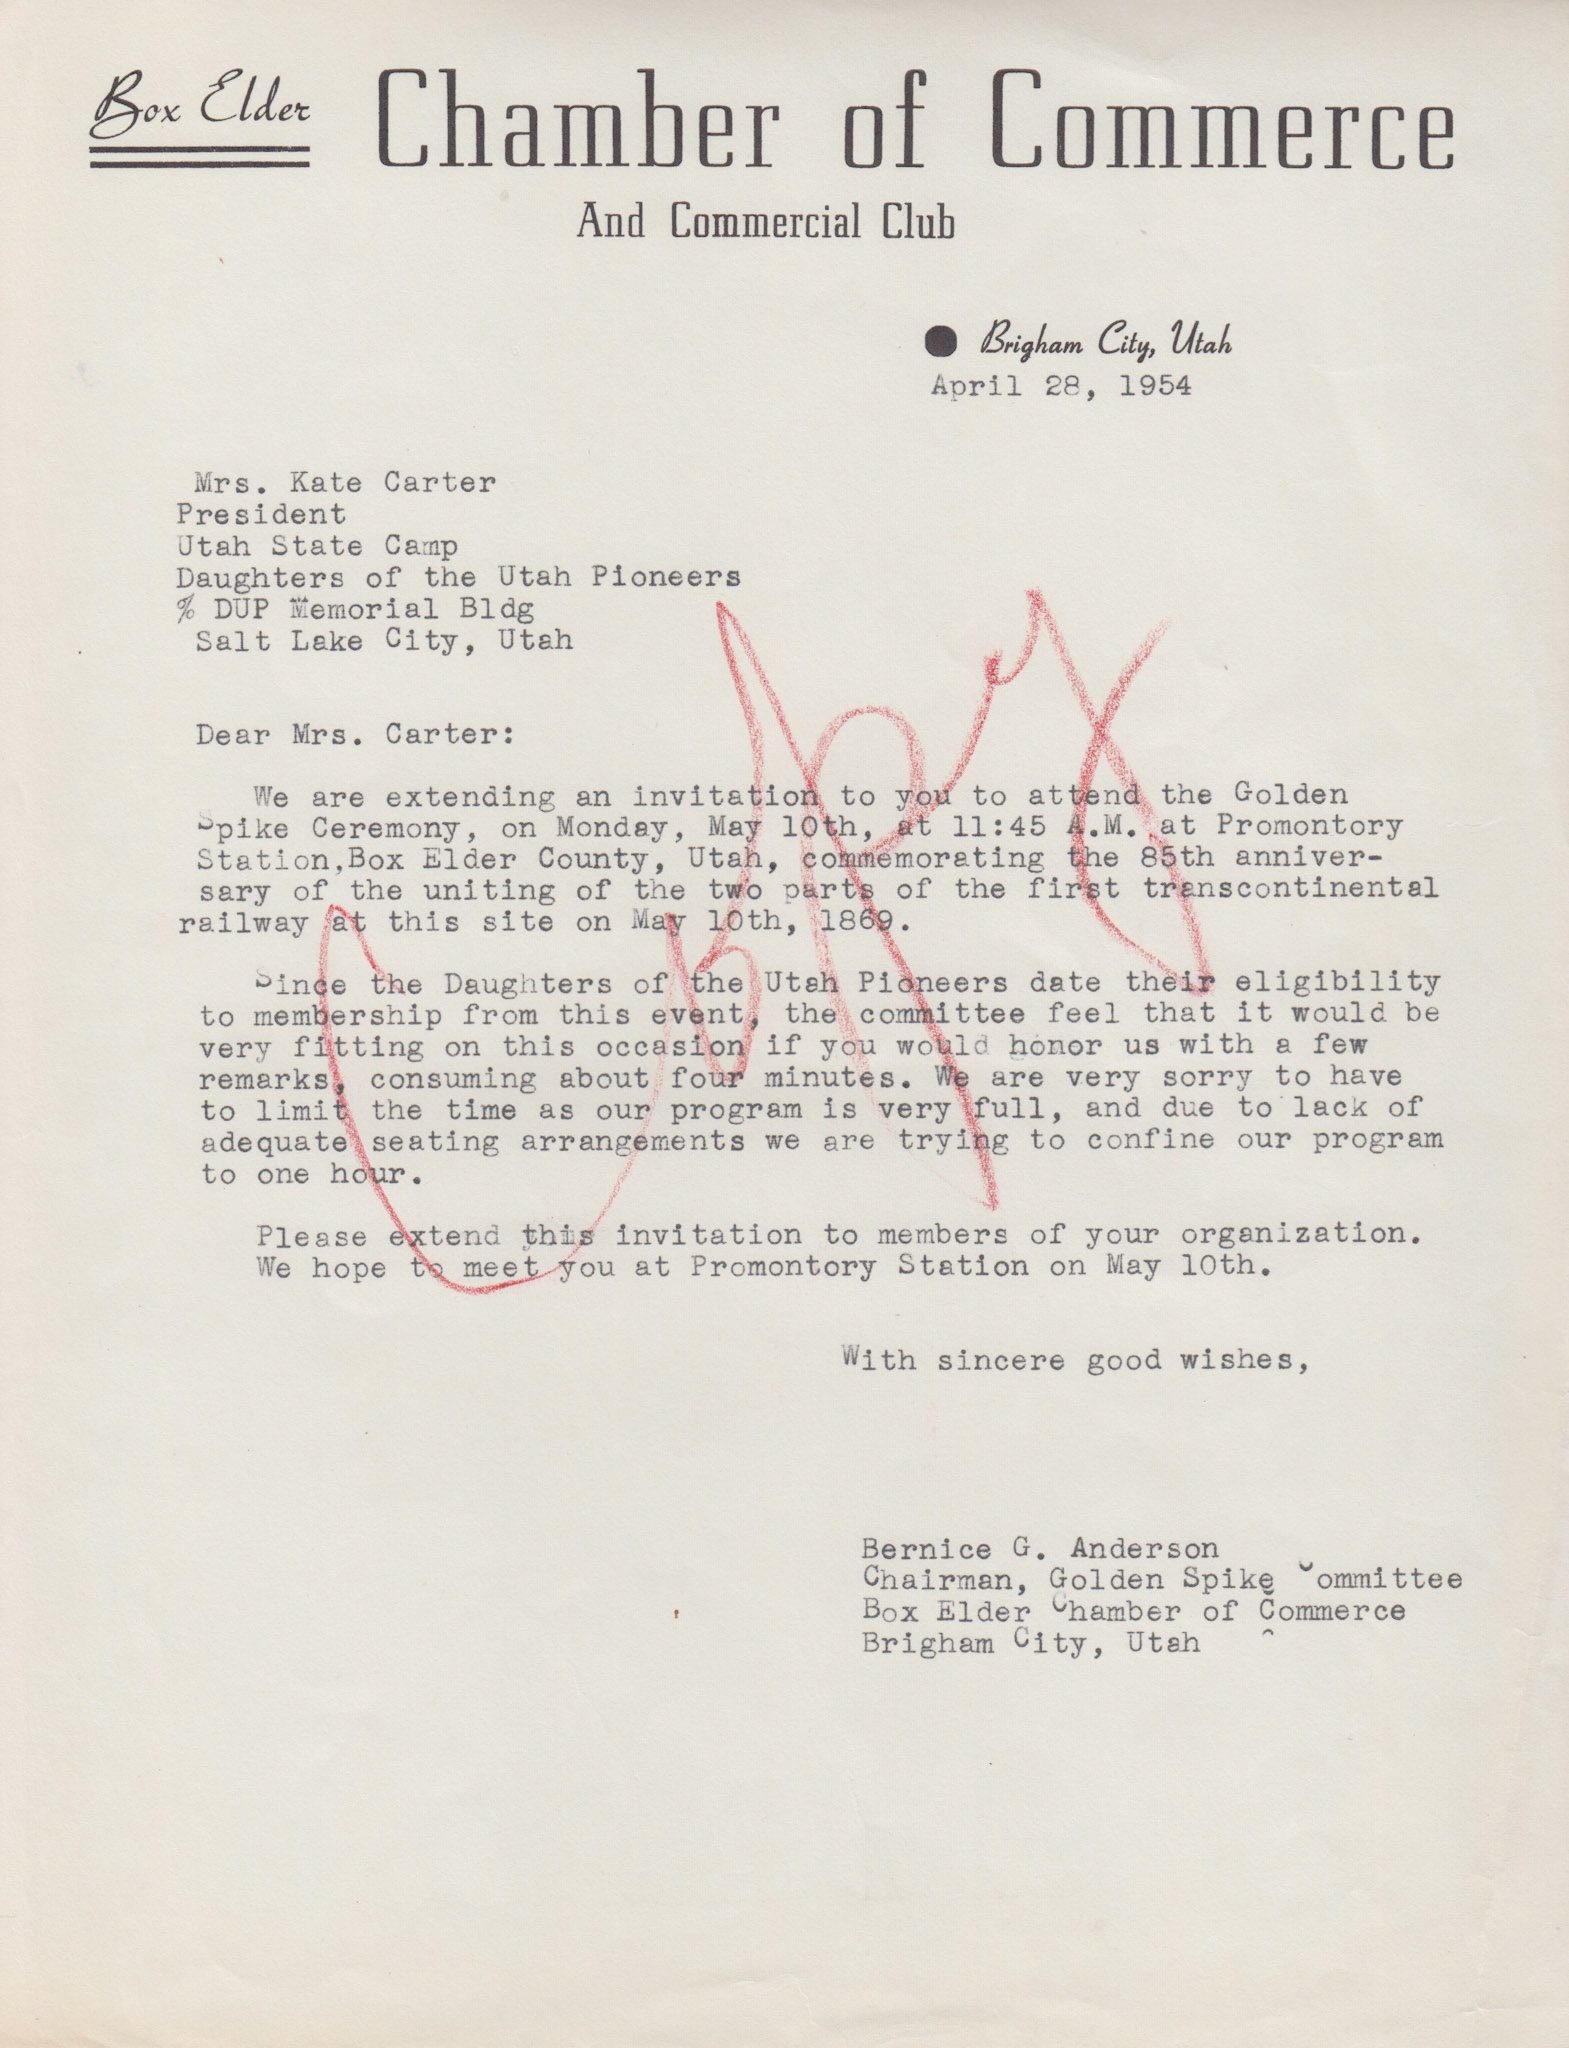 Box Elder Chamber of Commerce
And Commercial Club
Brigham City, Utah
April 28, 1954
Mrs. Kate Carter
President
Utah State Camp
Daughters of the Utah Pioneers
% DUP Memorial Bldg
Salt Lake City, Utah
Dear Mrs. Carter:
We are extending an invitation to you to attend the Golden
Spike Ceremony, on Monday, May 10th, at 11:45 A.M. at Promontory
Station,Box Elder County, Utah, commemorating the 85th anniver-
sary of the uniting of the two parts of the first transcontinental
railway at this site on May 10th, 1869.
Since the Daughters of the Utah Pioneers date their eligibility
to membership from this event, the committee feel that it would be
very fitting on this occasion if you would honor us with a few
remarks, consuming about four minutes. We are very sorry to have
to limit the time as our program is very full, and due to lack of
adequate seating arrangements we are trying to confine our program
to one hour.
Please extend this invitation to members of your organization.
We hope to meet you at Promontory Station on May 10th.
With sincere good wishes,
Bernice G. Anderson
Chairman, Golden Spike Committee
Box Elder Chamber of Commerce
Brigham City, Utah
Copy